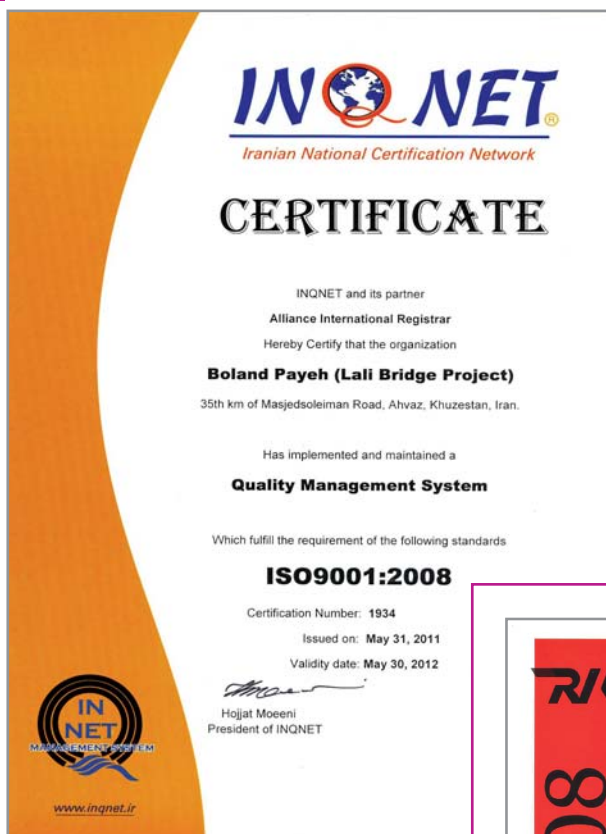 INQNET®
Iranian National Certification Network
CERTIFICATE
INQNET and its partner
Alliance International Registrar
Hereby Certify that the organization
Boland Payeh (Lali Bridge Project)
35th km of Masjedsoleiman Road, Ahvaz, Khuzestan, Iran.
Has implemented and maintained a
Quality Management System
Which fulfill the requirement of the following standards
ISO9001:2008
Certification Number: 1934
Issued on: May 31, 2011
Validity date: May 30, 2012
Hojjat Moeeni
President of INQNET
IN
NET
MANAGEMENT SYSTEM
www.inqnet.ir
08